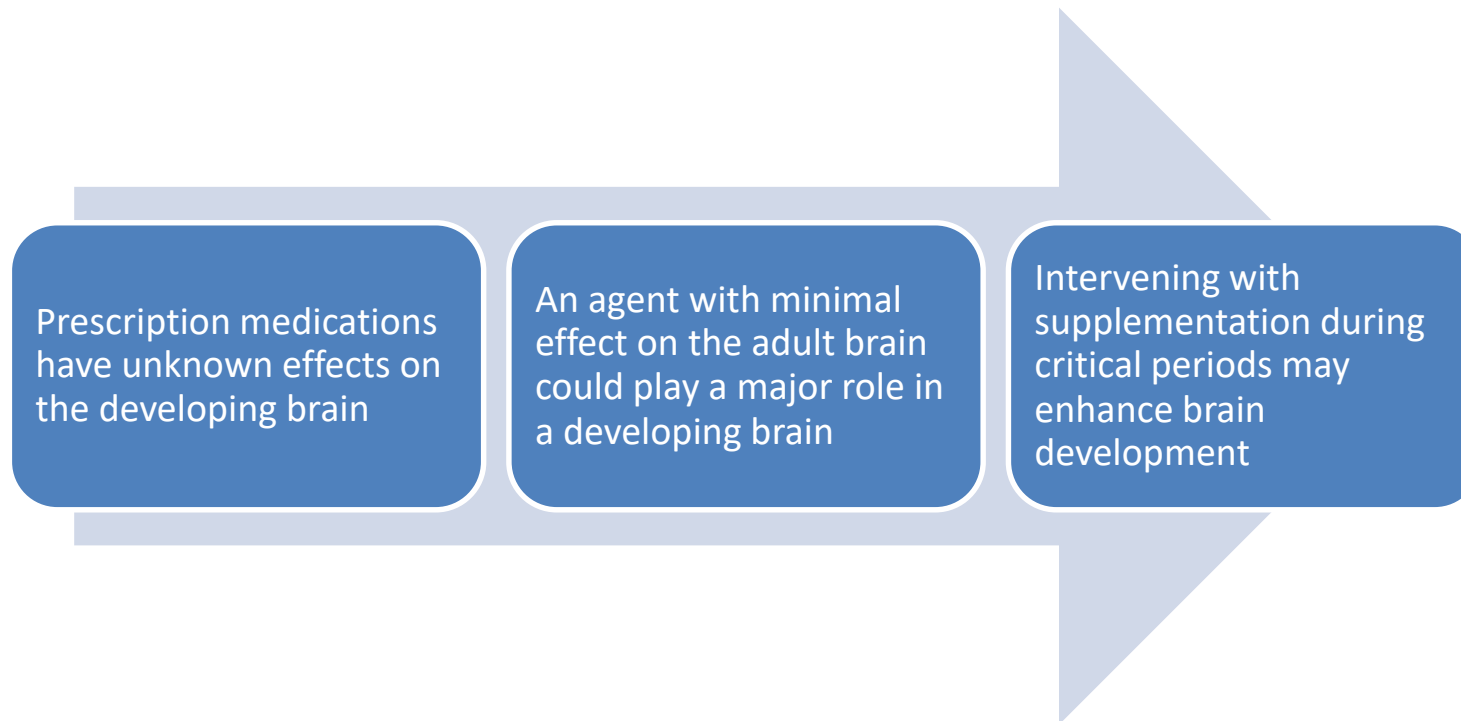 Prescription medications
have unknown effects on
the developing brain
An agent with minimal
effect on the adult brain
could play a major role in
a developing brain
Intervening with
supplementation during
critical periods may
enhance brain
development